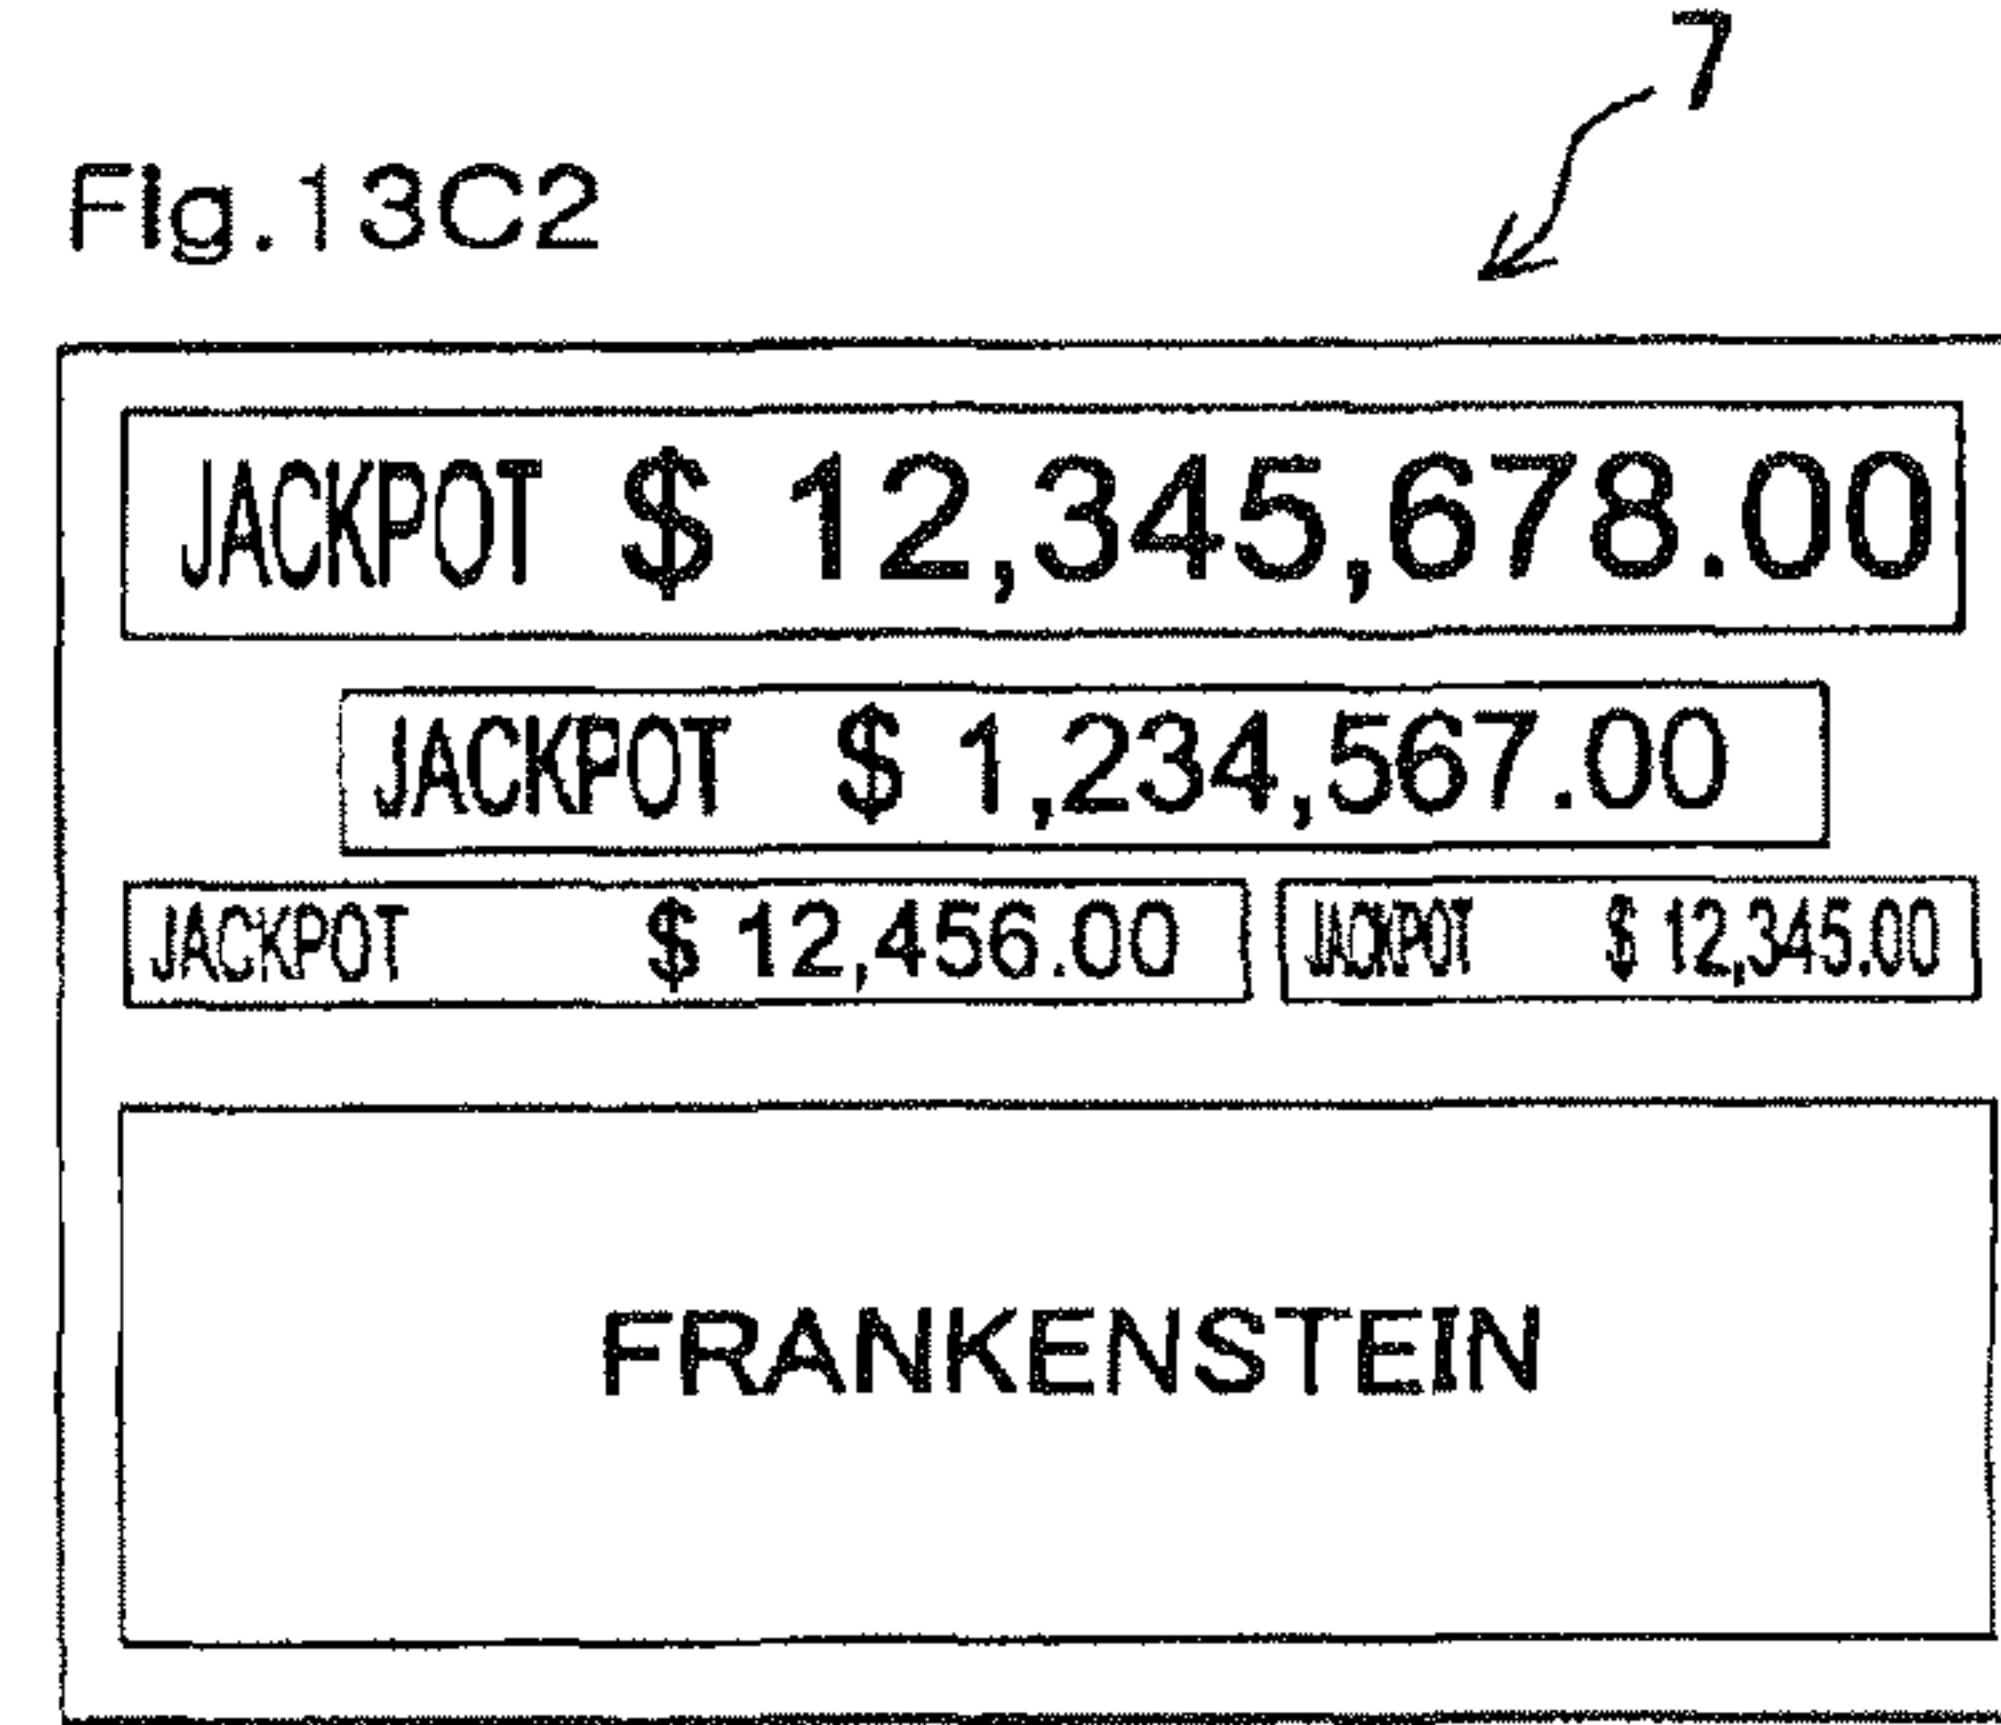 7
Fig.13C2
JACKPOT $ 12,345,678.00
JACKPOT $ 1,234,567.00
JACKPOT $ 12,456.00
JACKPOT $ 12,345.00
FRANKENSTEIN